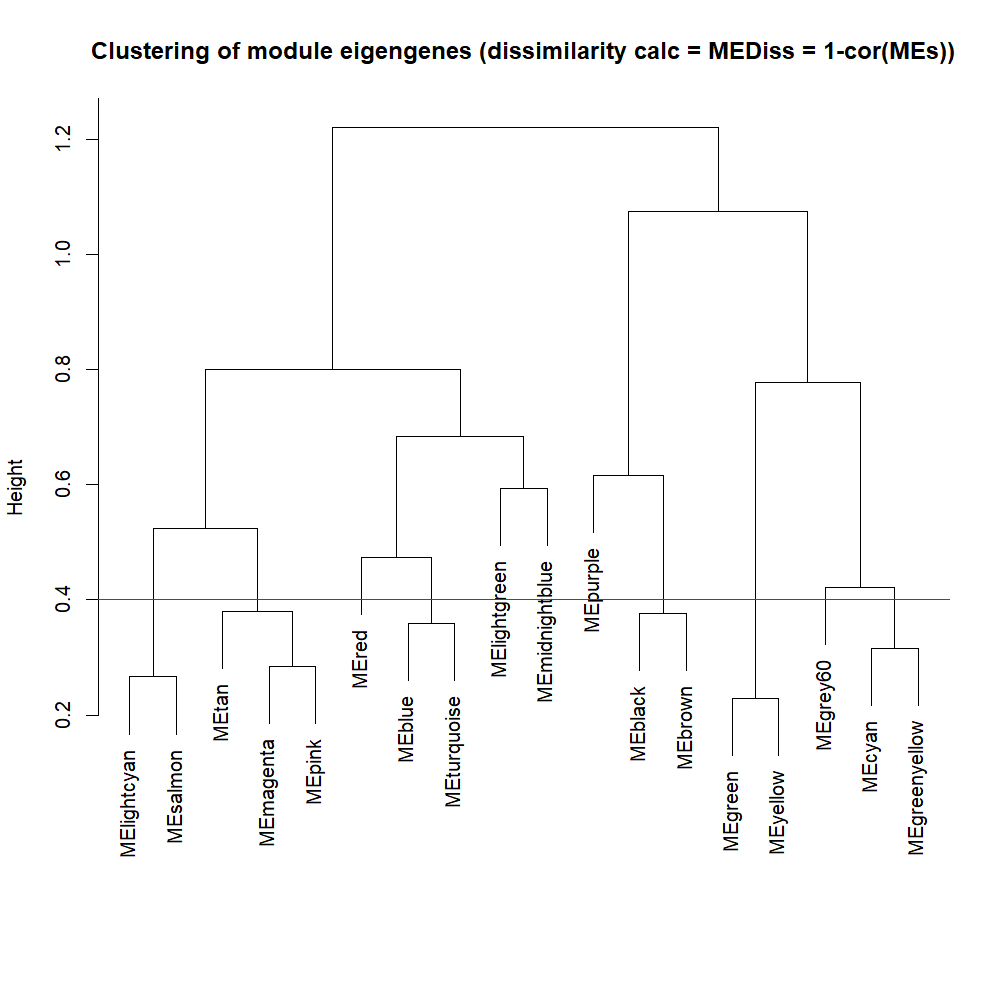 Clustering of module eigengenes (dissimilarity calc = MEDiss = 1-cor(MEs))
Height
1.2
1.0
0.8
0.6
0.4
0.2
MElightcyan
MEsalmon
MEtan
MEmagenta
MEpink
MEred
MEblue
MEturquoise
MElightgreen
MEmidnightblue
MEpurple
MEblack
MEbrown
MEgreen
MEyellow
MEgrey60
MEcyan
MEgreenyellow